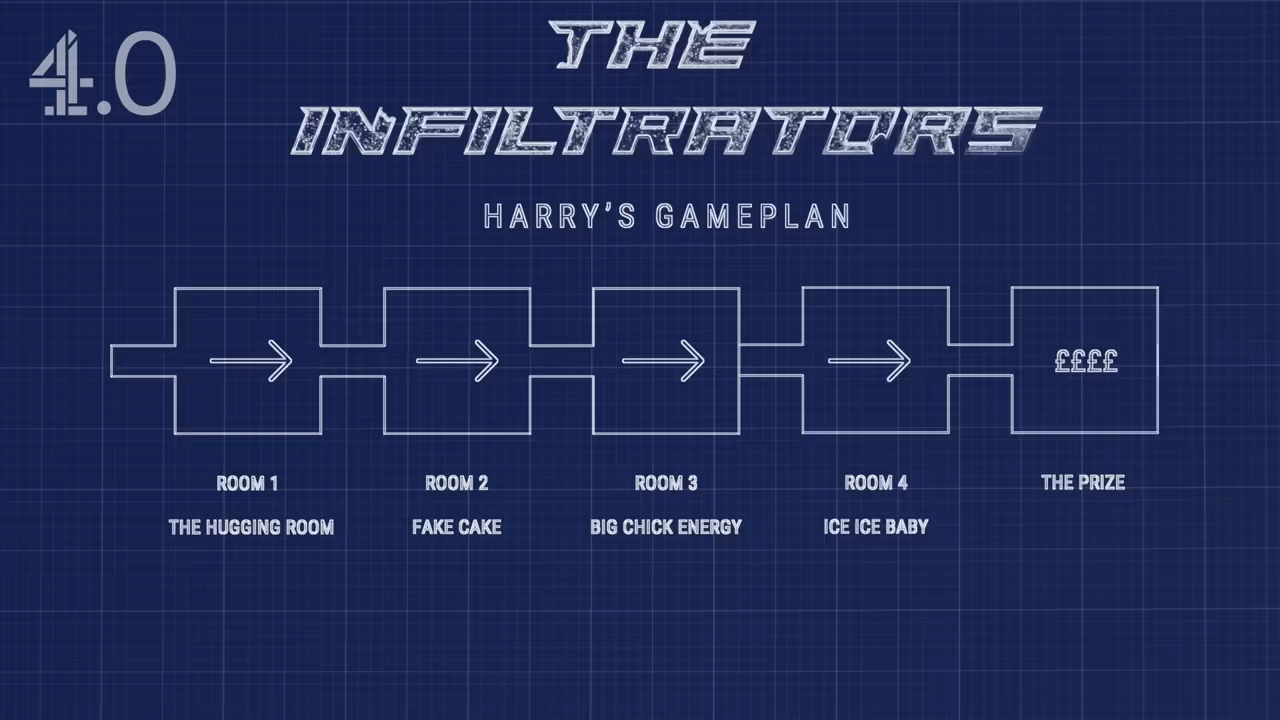 4.0
THE
INFILTRATORS
HARRY'S GAMEPLAN
££££
ROOM 1
ROOM 2
ROOM 3
ROOM 4
THE PRIZE
THE HUGGING ROOM
FAKE CAKE
BIG CHICK ENERGY
ICE ICE BABY